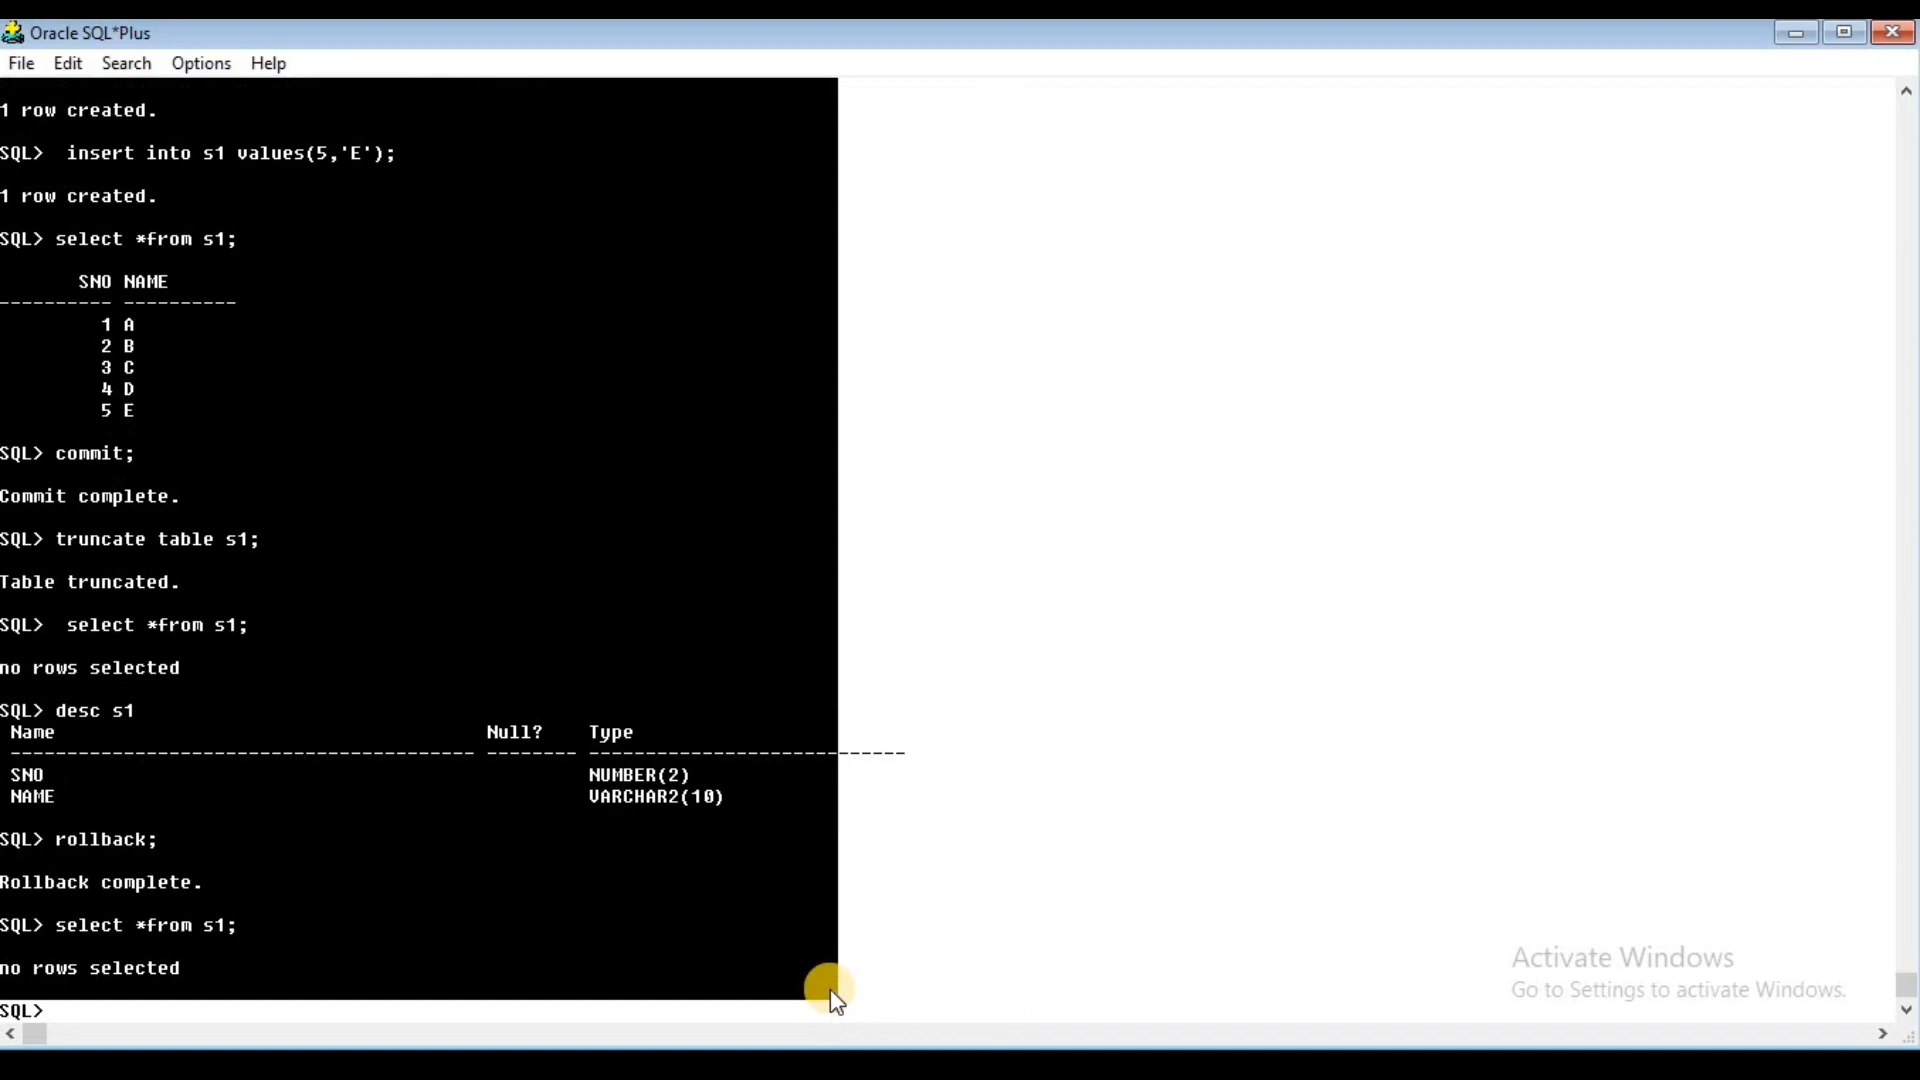 Oracle SQL*Plus
File Edit Search Options Help
1 row created.
SQL>  insert into s1 values(5,'E');
1 row created.
SQL> select *from s1;
       SNO NAME
---------- ----------
         1 A
         2 B
         3 C
         4 D
         5 E
SQL> commit;
Commit complete.
SQL> truncate table s1;
Table truncated.
SQL>  select *from s1;
no rows selected
SQL> desc s1
 Name                                      Null?    Type
 ----------------------------------------- -------- ----------------------------
 SNO                                                NUMBER(2)
 NAME                                               VARCHAR2(10)
SQL> rollback;
Rollback complete.
SQL> select *from s1;
no rows selected
SQL>
Activate Windows
Go to Settings to activate Windows.